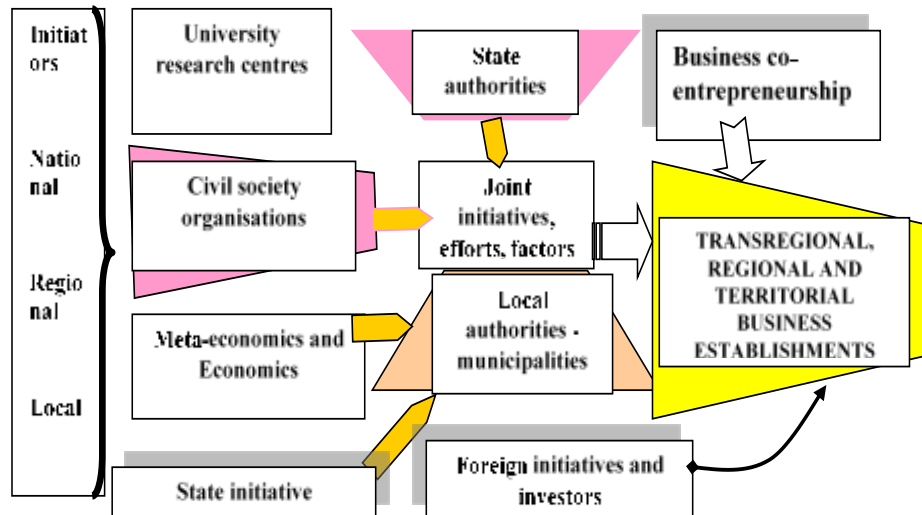 Initiat
ors
Natio
nal
Regio
nal
Local
University
research centres
State
authorities
Business co-
entrepreneurship
Civil society
organisations
Joint
initiatives,
efforts, factors
TRANSREGIONAL,
REGIONAL AND
TERRITORIAL
BUSINESS
ESTABLISHMENTS
Meta-economics and
Economics
Local
authorities -
municipalities
State initiative
Foreign initiatives and
investors